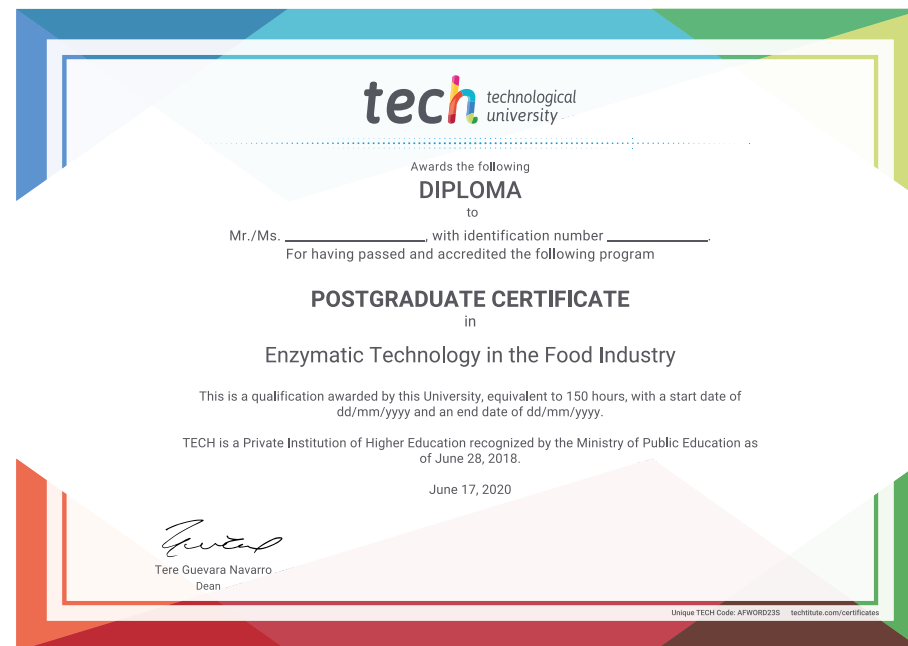 tech technological
university
Awards the following
DIPLOMA
to
Mr./Ms. ____________________, with identification number ______________.
For having passed and accredited the following program
POSTGRADUATE CERTIFICATE
in
Enzymatic Technology in the Food Industry
This is a qualification awarded by this University, equivalent to 150 hours, with a start date of
dd/mm/yyyy and an end date of dd/mm/yyyy.
TECH is a Private Institution of Higher Education recognized by the Ministry of Public Education as
of June 28, 2018.
June 17, 2020
Tere Guevara Navarro
Dean
Unique TECH Code: AFWORD23S techtitute.com/certificates